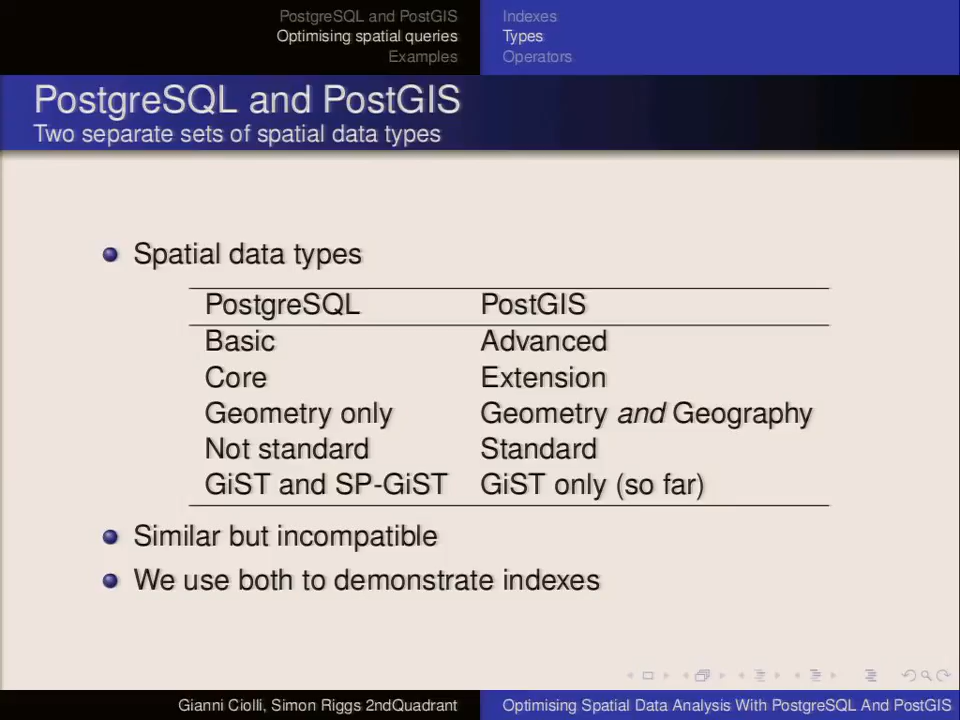 PostgreSQL and PostGIS
Optimising spatial queries
Examples
Indexes
Types
Operators
PostgreSQL and PostGIS
Two separate sets of spatial data types
Spatial data types
PostgreSQL PostGIS
Basic Advanced
Core Extension
Geometry only Geometry and Geography
Not standard Standard
GiST and SP-GiST GiST only (so far)
Similar but incompatible
We use both to demonstrate indexes
Gianni Ciolli, Simon Riggs 2ndQuadrant
Optimising Spatial Data Analysis With PostgreSQL And PostGIS